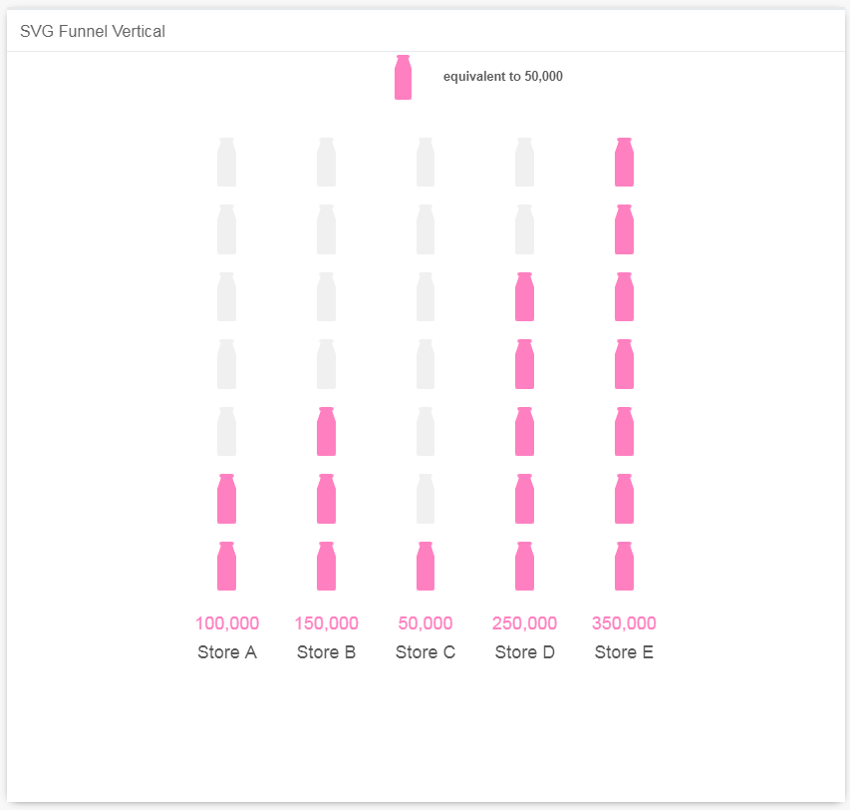 SVG Funnel Vertical
equivalent to 50,000
100,000 150,000 50,000 250,000 350,000
Store A Store B Store C Store D Store E